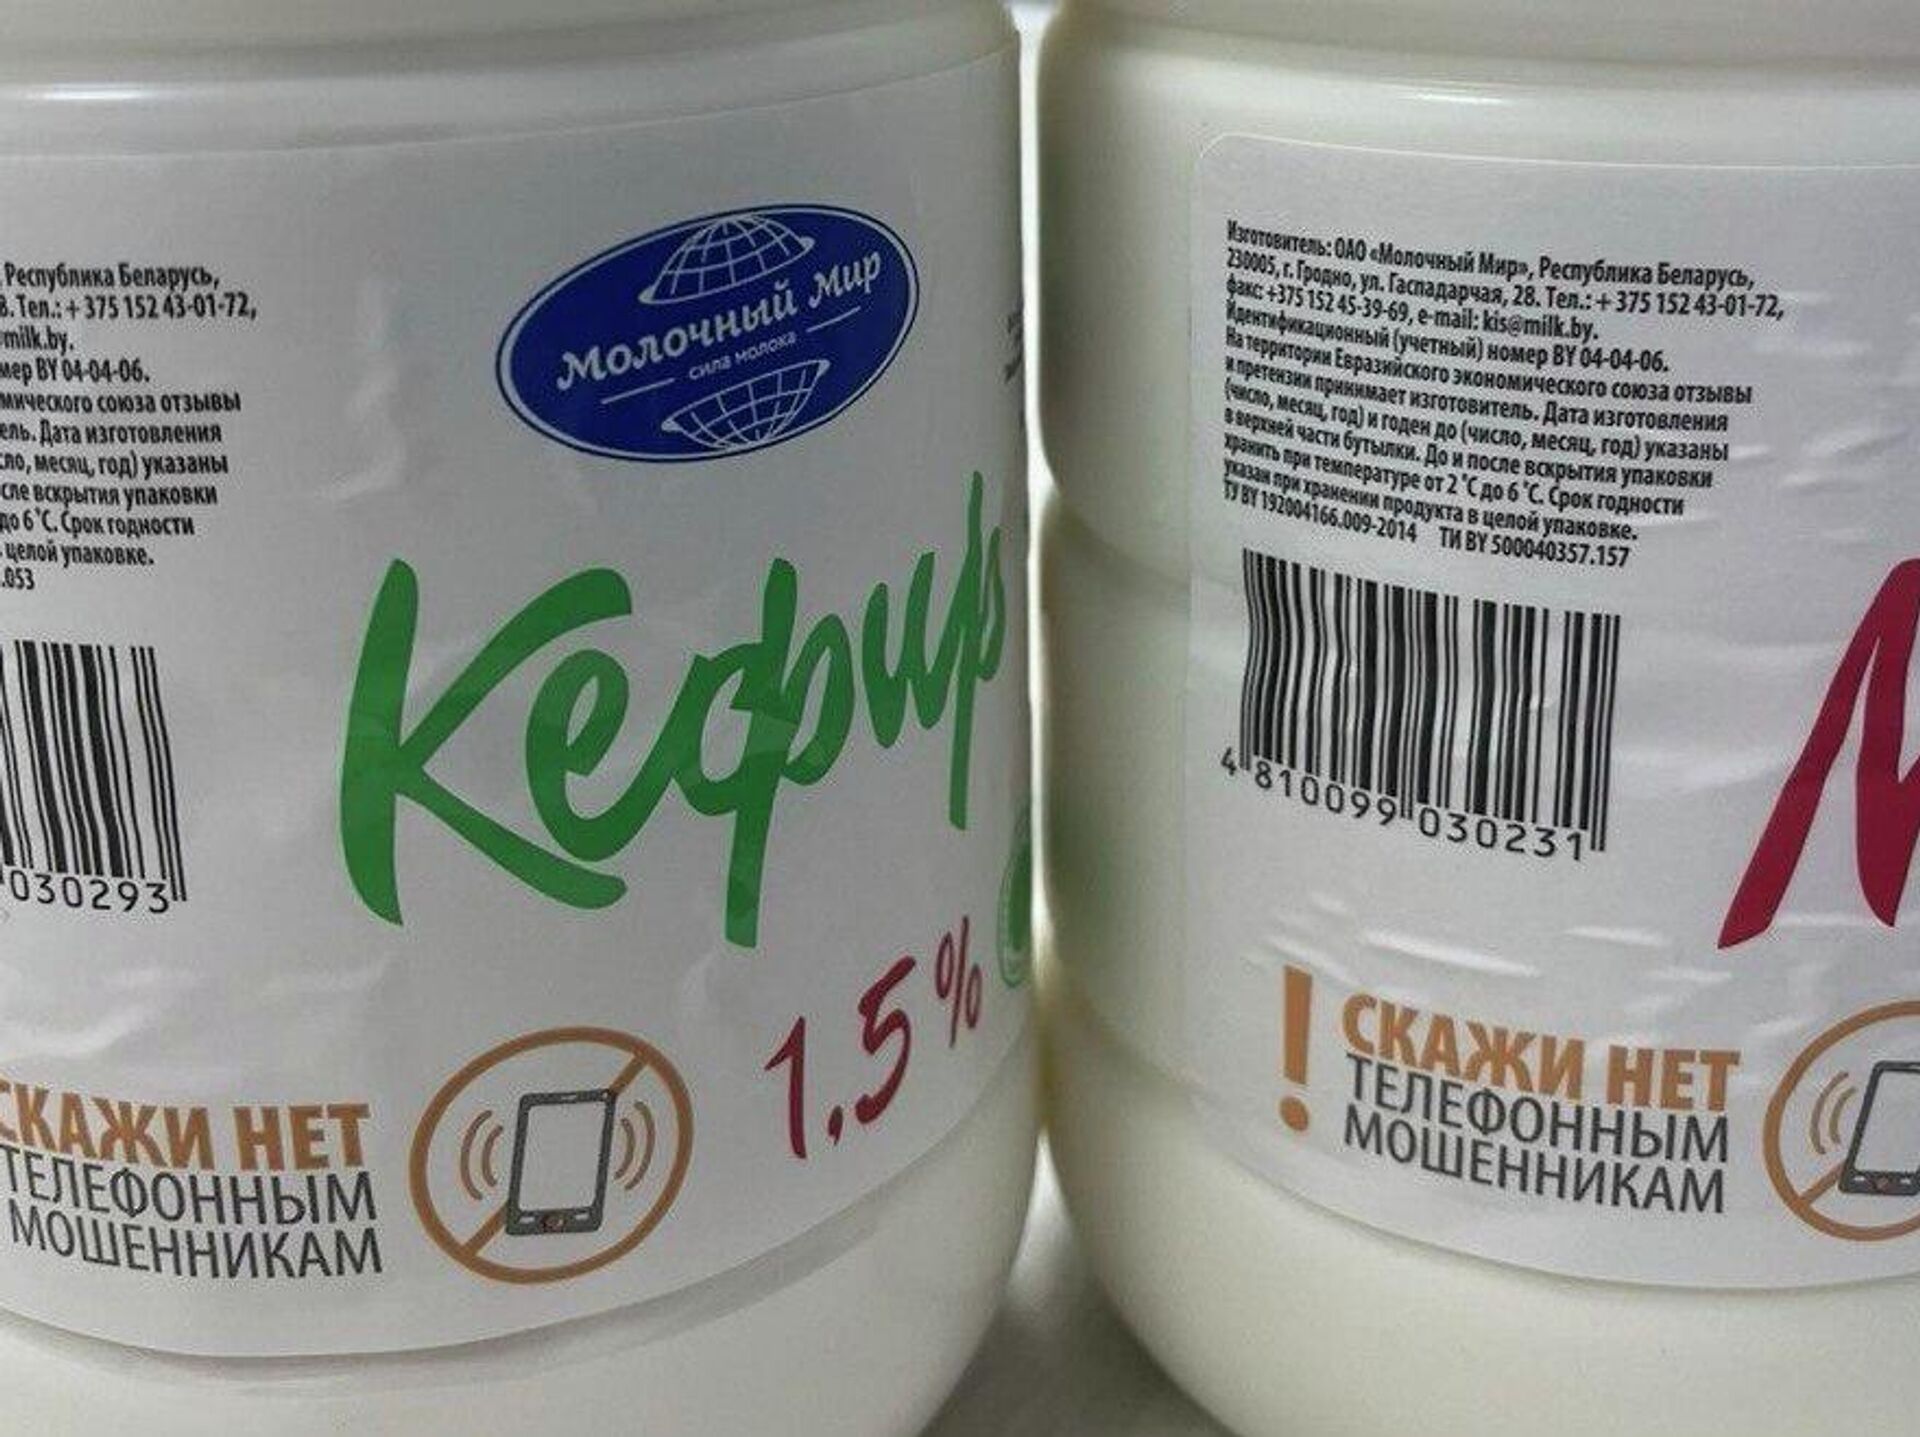 Республика Беларусь,
8. Тел.: + 375 152 43-01-72,
milk.by.
BY 04-04-06.
союза отзывы
Дата изготовления
месяц, год) указаны
вскрытия упаковки
до 6 °С. Срок годности
целой упаковке.
.053
030293
Молочный Мир
сила молока
Кефир
1,5 %
СКАЖИ НЕТ
ТЕЛЕФОННЫМ
МОШЕННИКАМ
Изготовитель: ОАО «Молочный Мир», Республика Беларусь,
230005, г. Гродно, ул. Гаспадарчая, 28. Тел.: + 375 152 43-01-72,
факс: +375 152 45-39-69, e-mail: kis@milk.by.
Идентификационный (учетный) номер BY 04-04-06.
На территории Евразийского экономического союза отзывы
и претензии принимает изготовитель. Дата изготовления
(число, месяц, год) и годен до (число, месяц, год) указаны
в верхней части бутылки. До и после вскрытия упаковки
хранить при температуре от 2 °С до 6 °С. Срок годности
указан при хранении продукта в целой упаковке.
ТУ BY 192004166.009-2014 ТИ BY 500040357.157
4 810099 030231
М
! СКАЖИ НЕТ
ТЕЛЕФОННЫМ
МОШЕННИКАМ